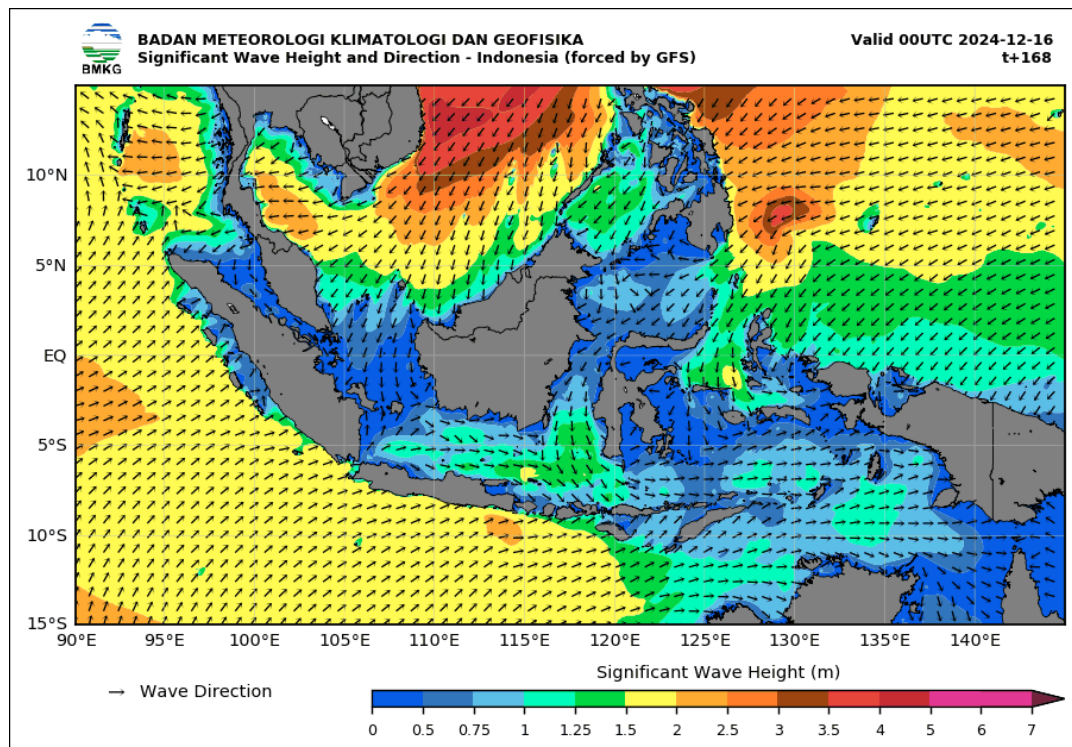 BADAN METEOROLOGI KLIMATOLOGI DAN GEOFISIKA
Significant Wave Height and Direction - Indonesia (forced by GFS)
Valid 00UTC 2024-12-16
t+168
BMKG
10°N
5°N
EQ
5°S
10°S
15°S
90°E 95°E 100°E 105°E 110°E 115°E 120°E 125°E 130°E 135°E 140°E
Wave Direction
Significant Wave Height (m)
0 0.5 0.75 1 1.25 1.5 2 2.5 3 3.5 4 5 6 7